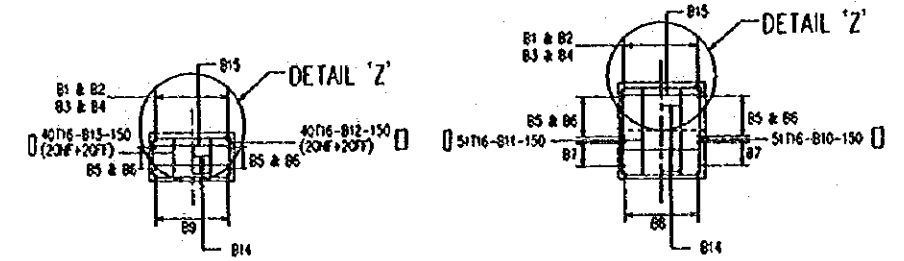 B15
DETAIL 'Z'
B1 & B2
B3 & B4
40T16-B13-150
(20NF+20FF)
40T16-B12-150
(20NF+20FF)
B5 & B6
B5 & B6
B9
B14
B15
DETAIL 'Z'
B1 & B2
B3 & B4
B5 & B6
B5 & B6
51T16-B11-150
51T16-B10-150
B7
B7
B8
B14